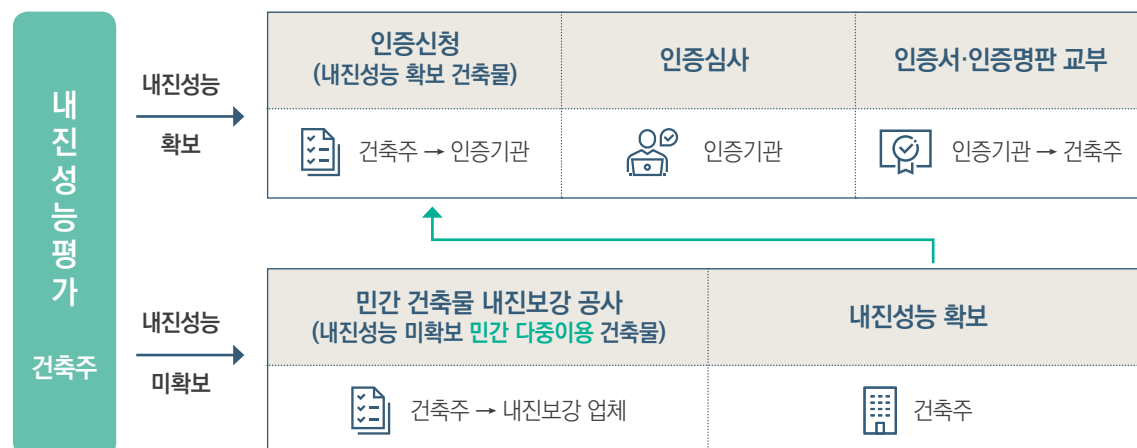 내진성능평가
건축주
내진성능
확보
인증신청
(내진성능 확보 건축물)
인증심사
인증서·인증명판 교부
건축주 → 인증기관
인증기관
인증기관 → 건축주
내진성능
미확보
민간 건축물 내진보강 공사
(내진성능 미확보 민간 다중이용 건축물)
내진성능 확보
건축주 → 내진보강 업체
건축주